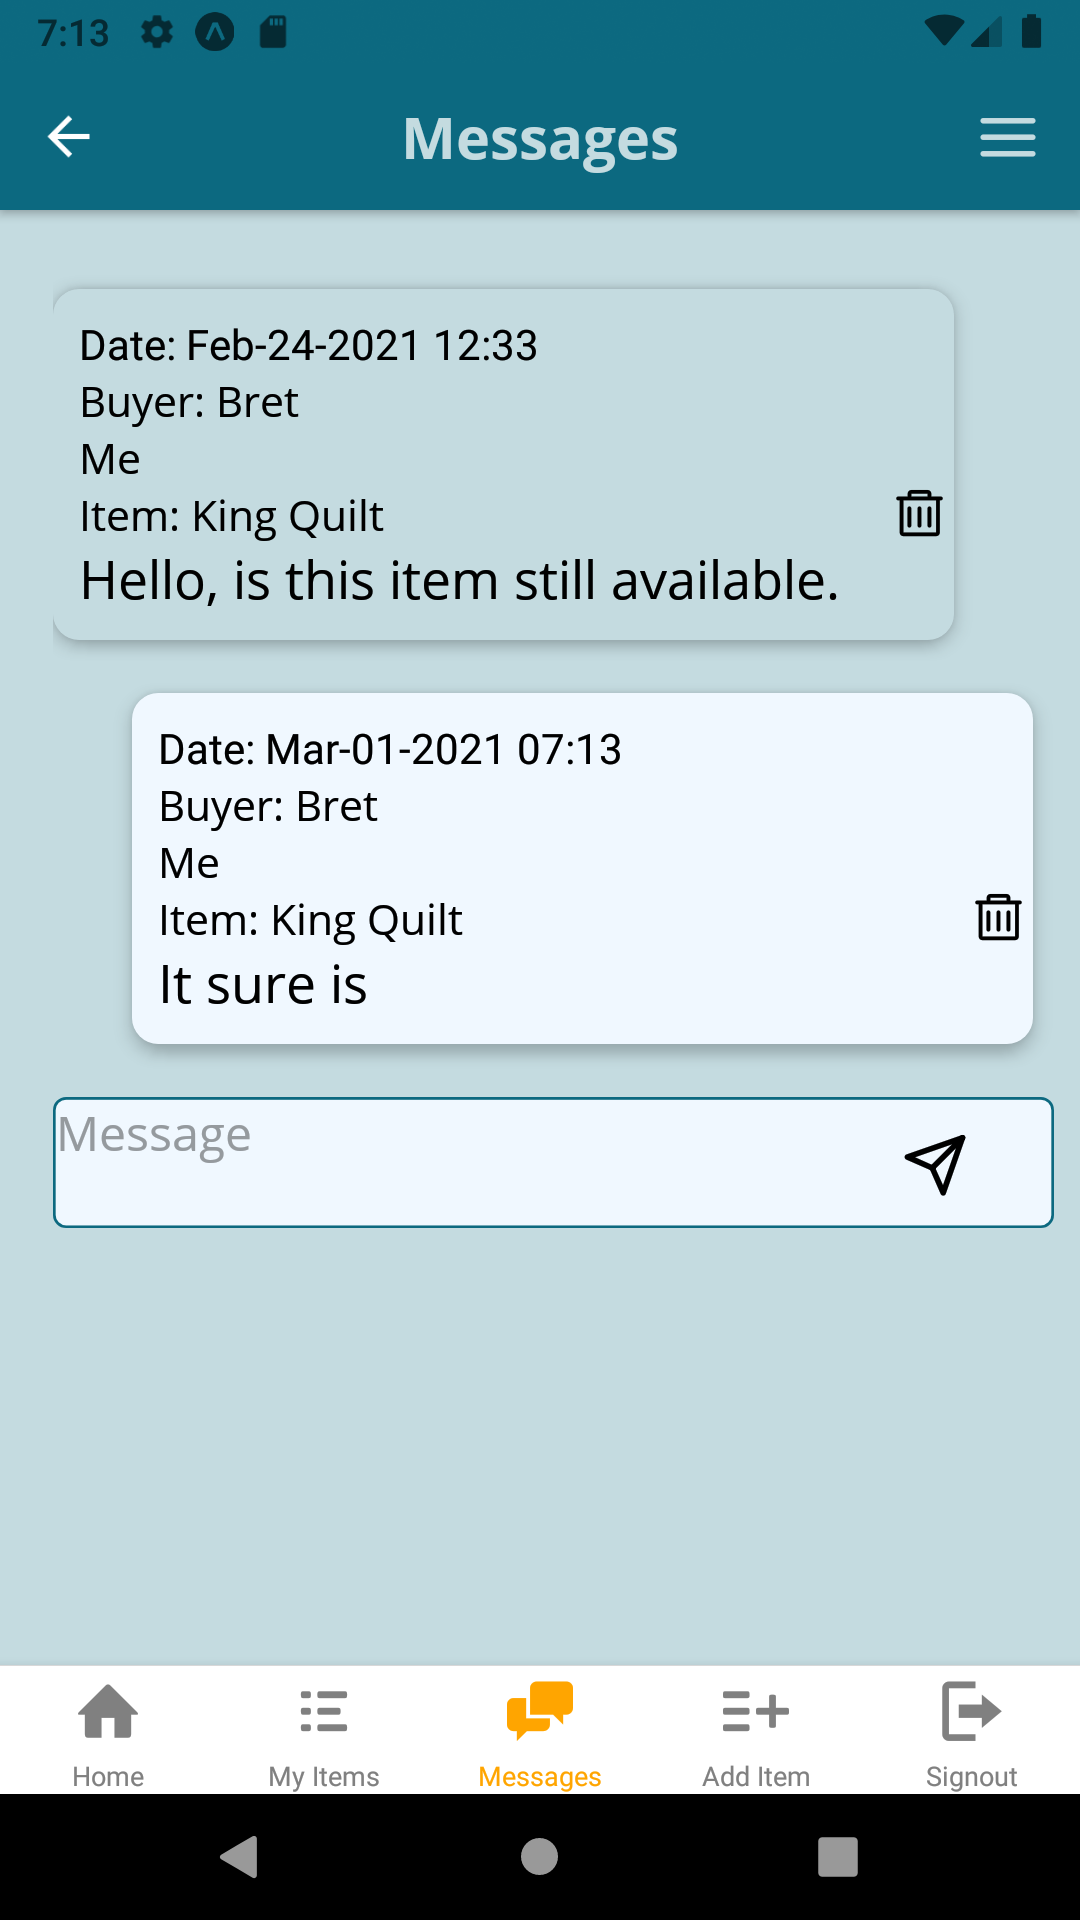 7:13
Messages
Date: Feb-24-2021 12:33
Buyer: Bret
Me
Item: King Quilt
Hello, is this item still available.
Date: Mar-01-2021 07:13
Buyer: Bret
Me
Item: King Quilt
It sure is
Message
Home My Items Messages Add Item Signout